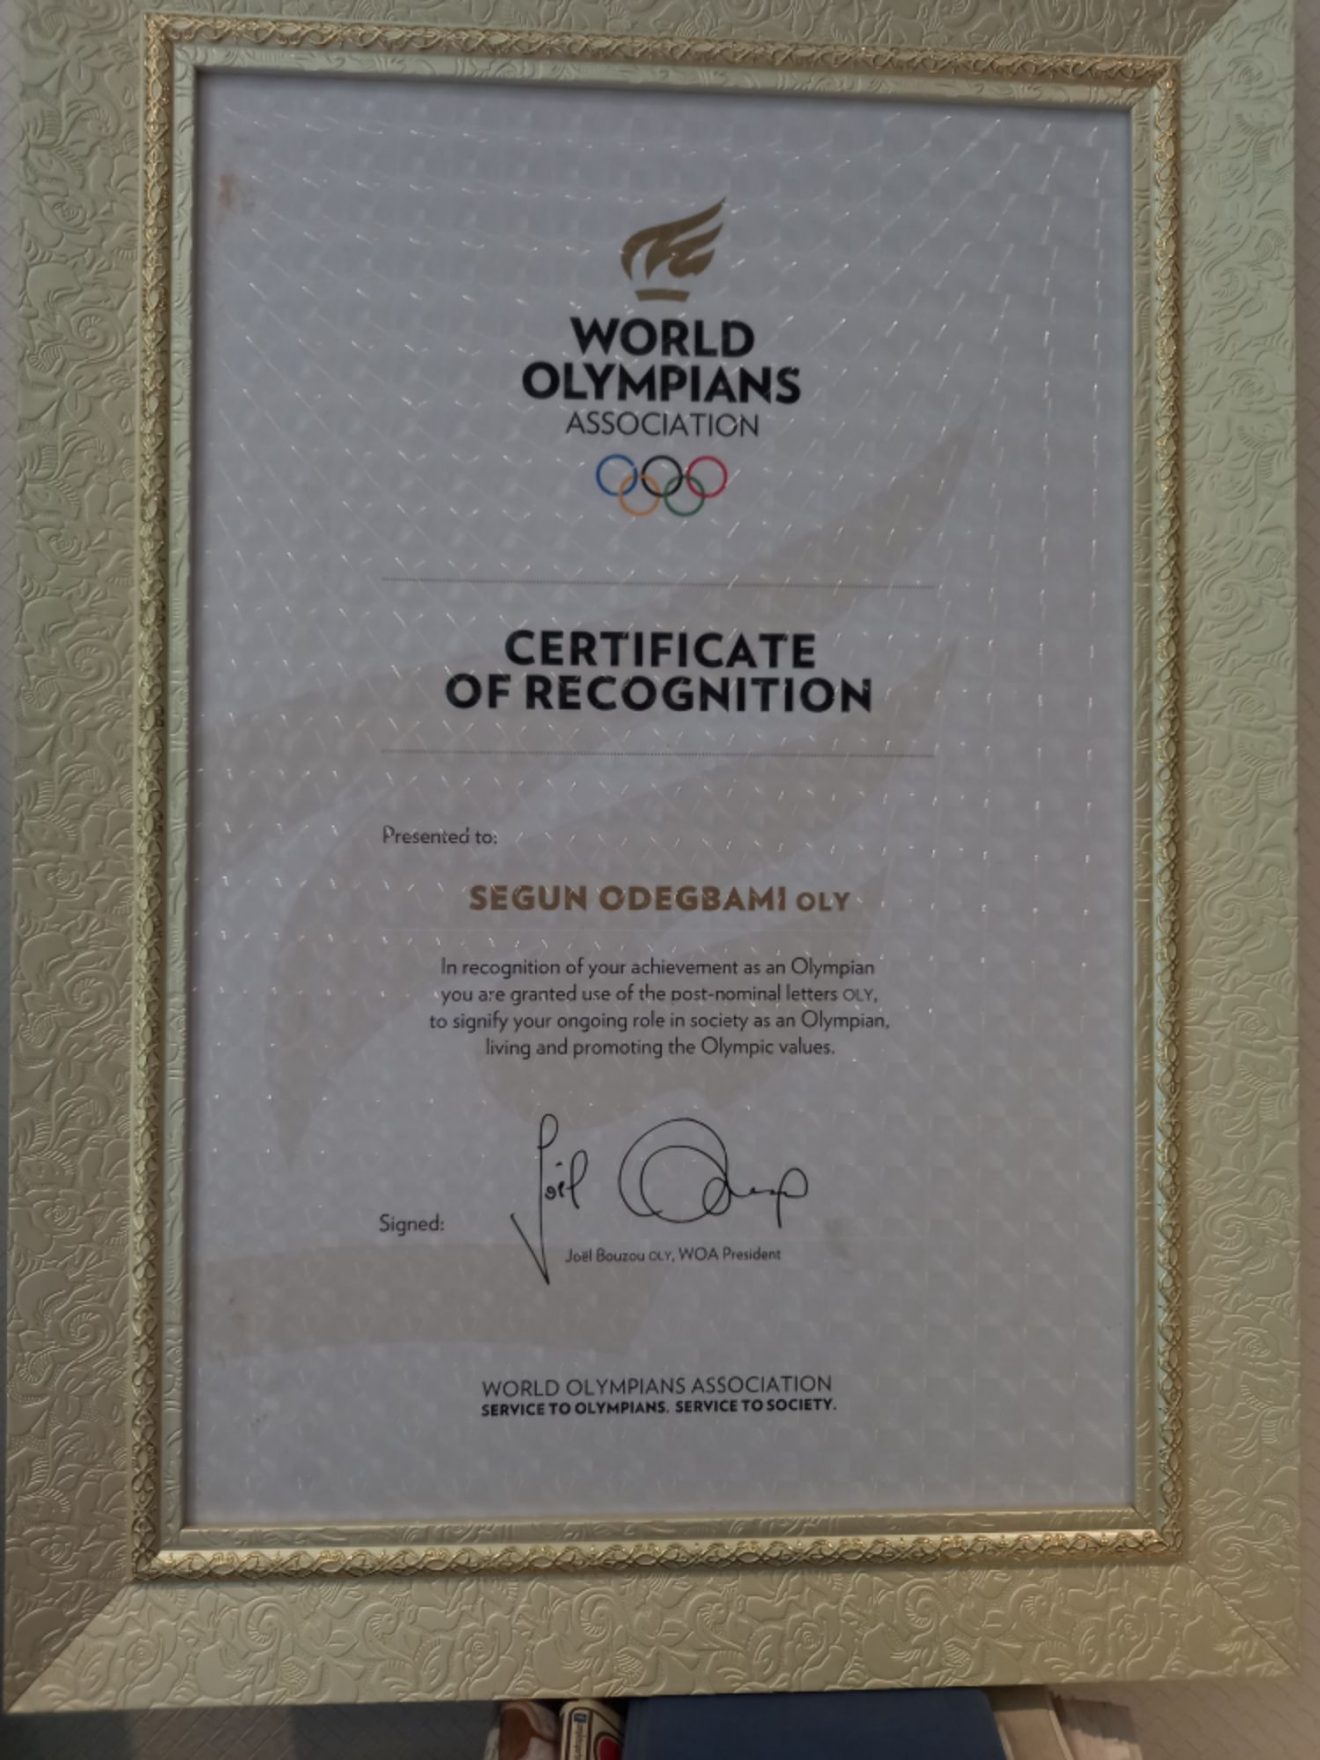 WORLD
OLYMPIANS
ASSOCIATION
CERTIFICATE
OF RECOGNITION
Presented to:
SEGUN ODEGBAMI OLY
In recognition of your achievement as an Olympian
you are granted use of the post-nominal letters OLY,
to signify your ongoing role in society as an Olympian,
living and promoting the Olympic values.
Signed:
Joël Bouzou OLY, WOA President
WORLD OLYMPIANS ASSOCIATION
SERVICE TO OLYMPIANS. SERVICE TO SOCIETY.